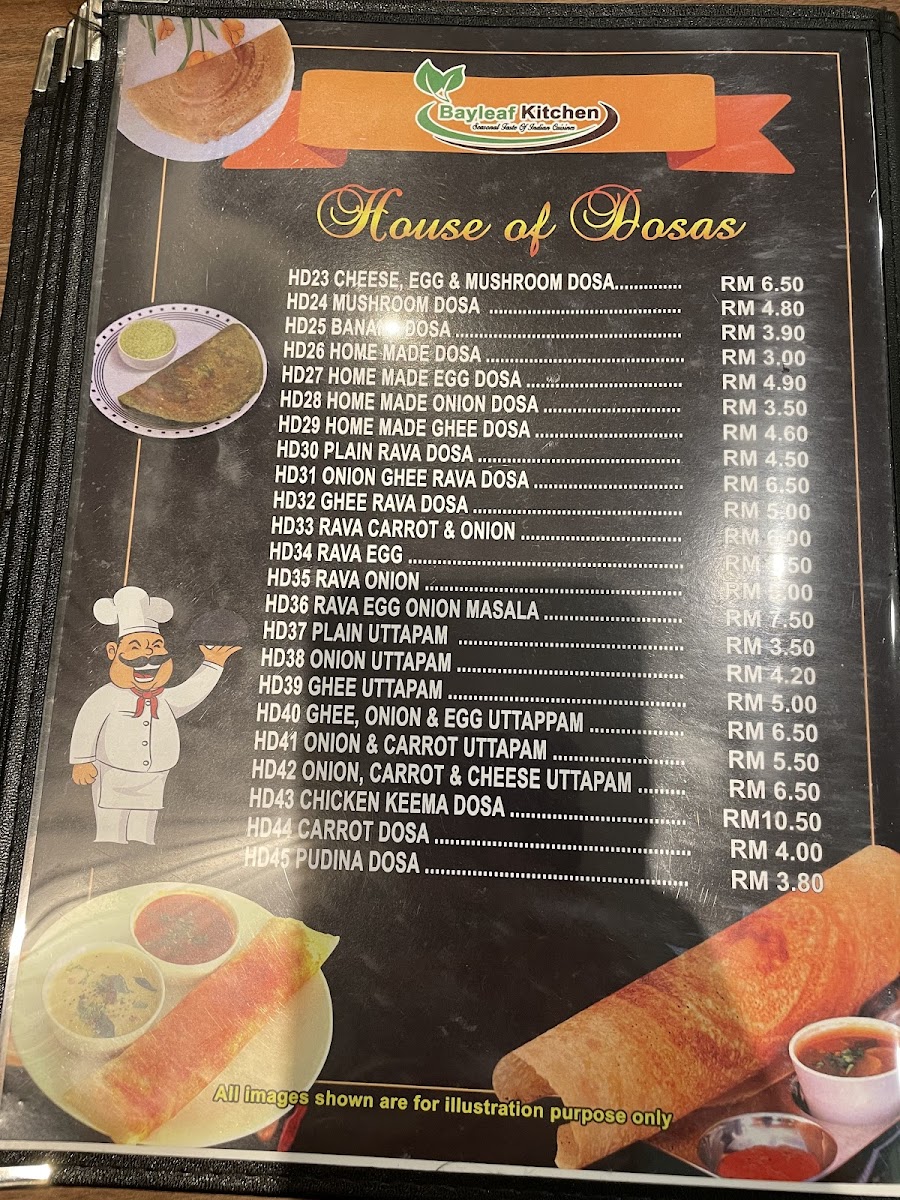 Bayleaf Kitchen
Seasonal Taste Of Indian Cuisines
House of Dosas
HD23 CHEESE, EGG & MUSHROOM DOSA.............. RM 6.50
HD24 MUSHROOM DOSA ........................................ RM 4.80
HD25 BANANA DOSA ............................................... RM 3.90
HD26 HOME MADE DOSA ......................................... RM 3.00
HD27 HOME MADE EGG DOSA ................................ RM 4.90
HD28 HOME MADE ONION DOSA ............................. RM 3.50
HD29 HOME MADE GHEE DOSA ............................... RM 4.60
HD30 PLAIN RAVA DOSA .......................................... RM 4.50
HD31 ONION GHEE RAVA DOSA ............................... RM 6.50
HD32 GHEE RAVA DOSA ........................................... RM 5.00
HD33 RAVA CARROT & ONION ................................. RM 6.00
HD34 RAVA EGG ........................................................ RM
HD35 RAVA ONION .................................................... RM
HD36 RAVA EGG ONION MASALA ............................ RM 7.50
HD37 PLAIN UTTAPAM ............................................. RM 3.50
HD38 ONION UTTAPAM ............................................. RM 4.20
HD39 GHEE UTTAPAM ............................................... RM 5.00
HD40 GHEE, ONION & EGG UTTAPPAM ................... RM 6.50
HD41 ONION & CARROT UTTAPAM .......................... RM 5.50
HD42 ONION, CARROT & CHEESE UTTAPAM ......... RM 6.50
HD43 CHICKEN KEEMA DOSA .................................. RM10.50
HD44 CARROT DOSA ................................................. RM 4.00
HD45 PUDINA DOSA ................................................... RM 3.80
All images shown are for illustration purpose only